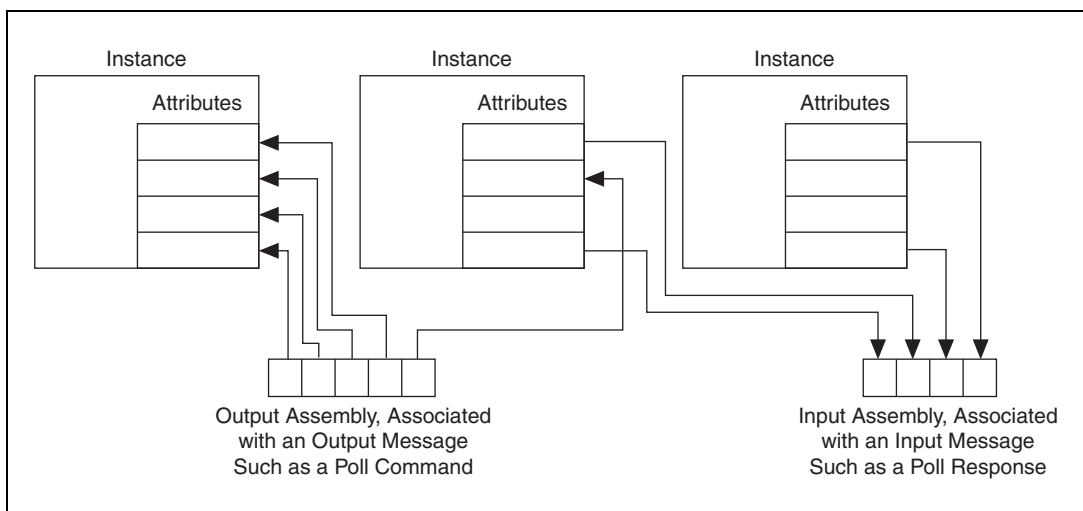 Instance
Instance
Instance
Attributes
Attributes
Attributes
Output Assembly, Associated
with an Output Message
Such as a Poll Command
Input Assembly, Associated
with an Input Message
Such as a Poll Response